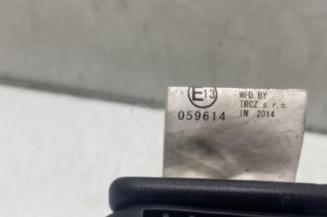 E13 MFD. BY
059614 TRCZ s.r.o.
IN 2014